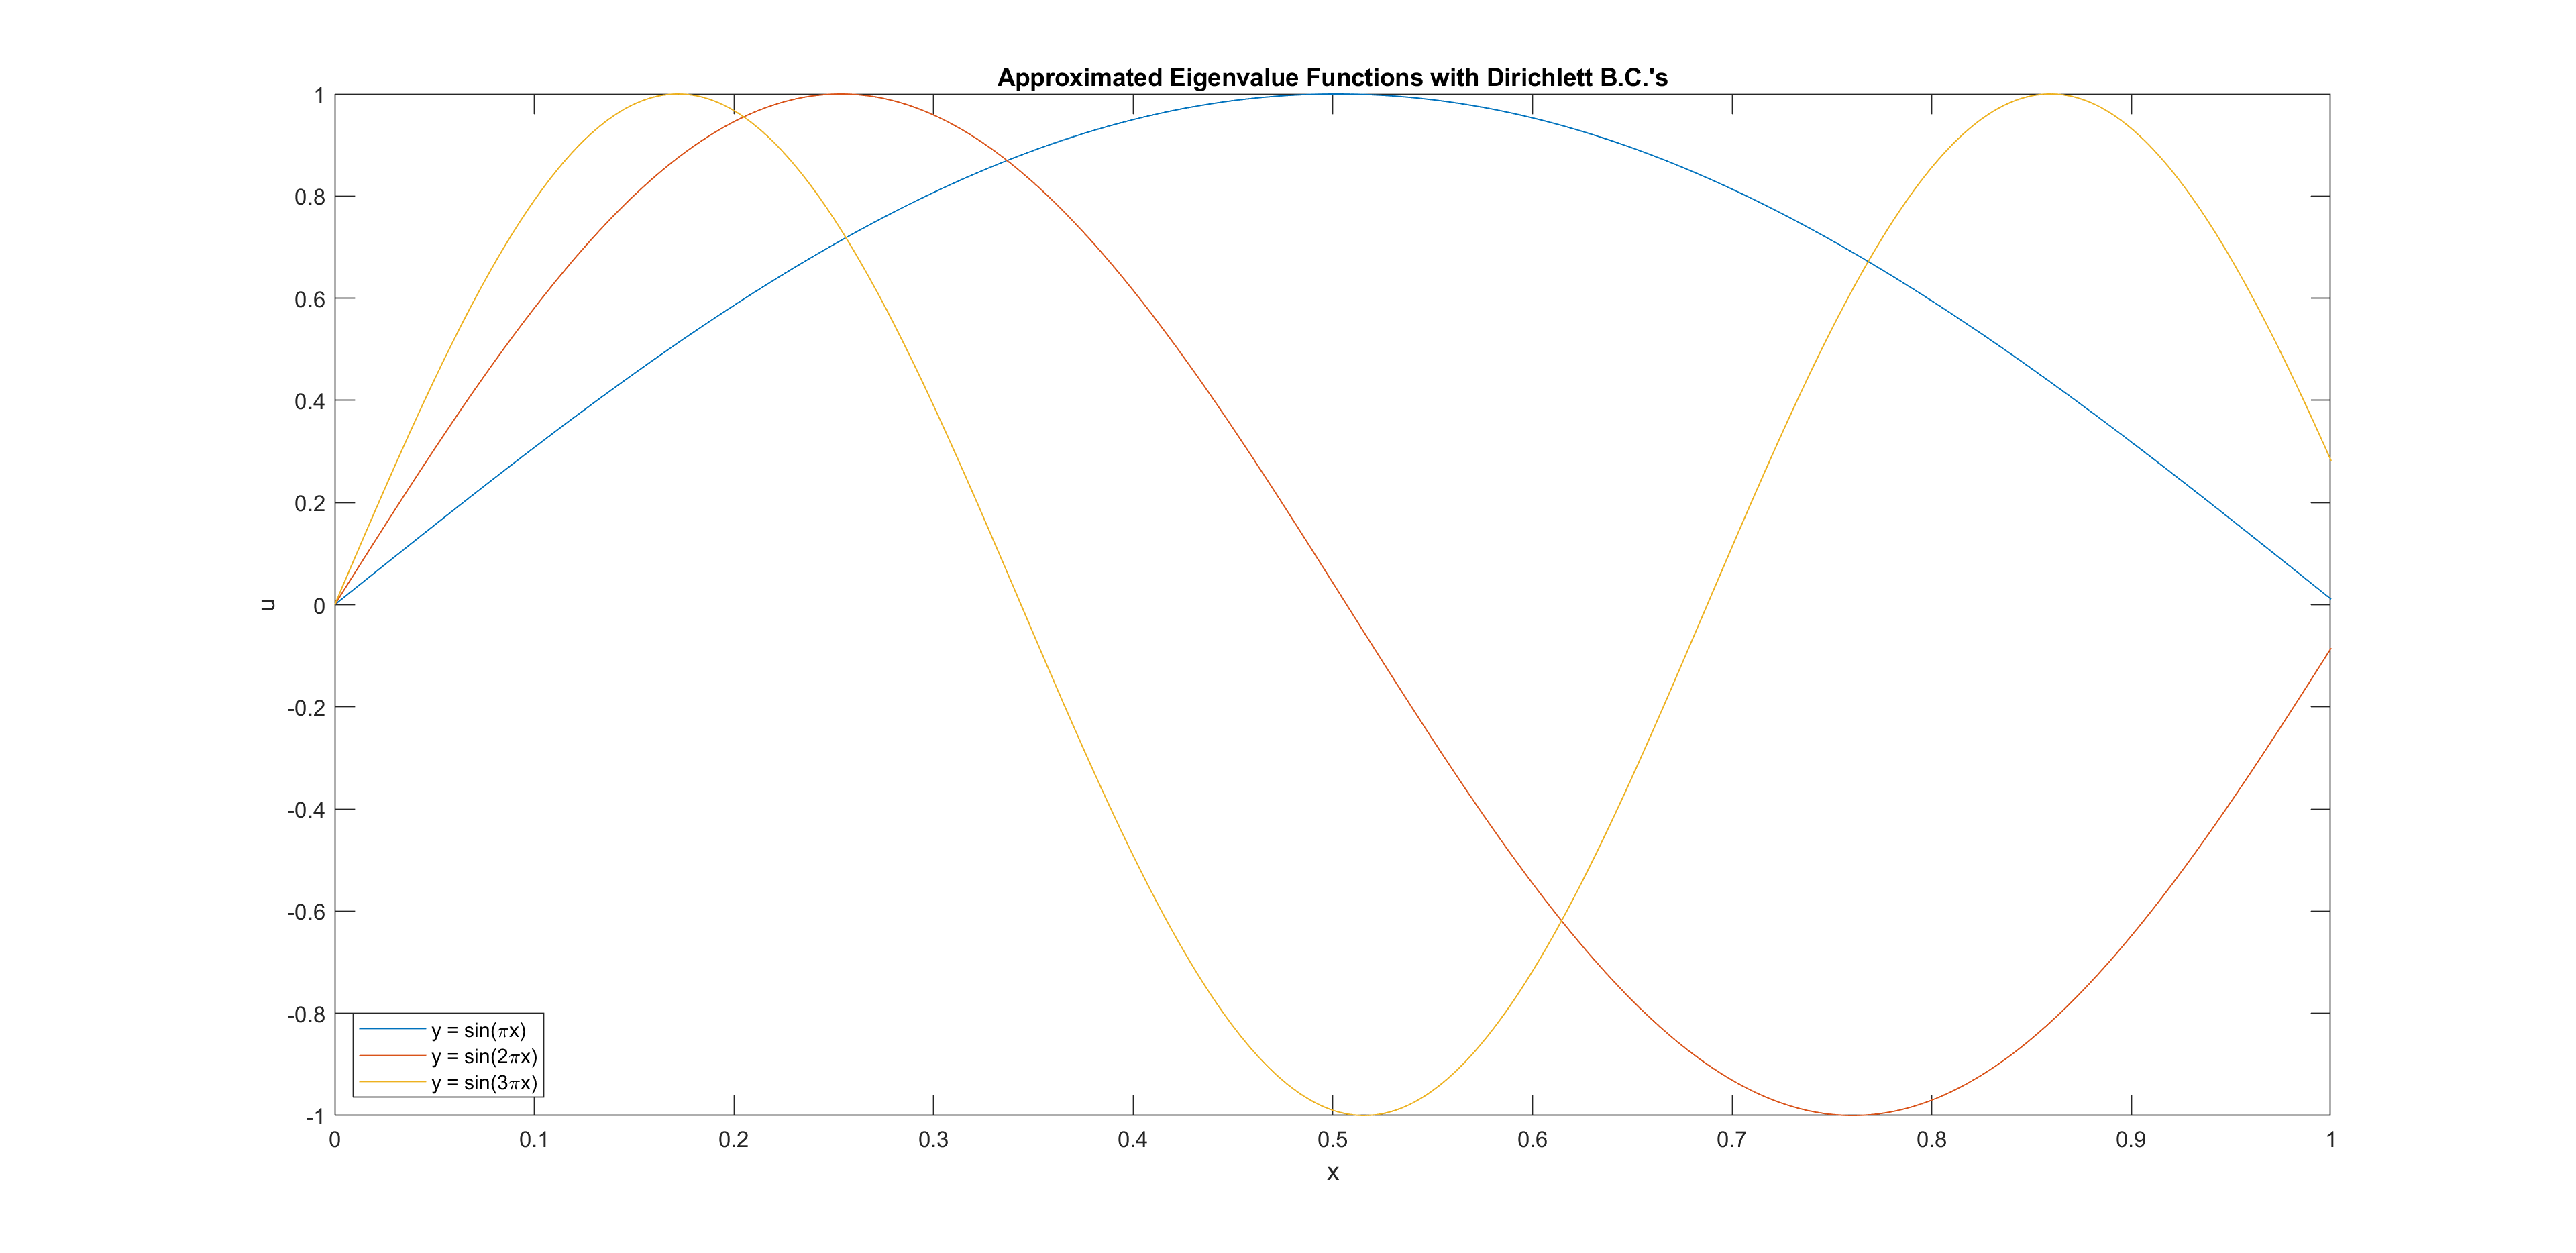 Approximated Eigenvalue Functions with Dirichlett B.C.'s
1
0.8
0.6
0.4
0.2
0
-0.2
-0.4
-0.6
-0.8
-1
u
y = sin(πx)
y = sin(2πx)
y = sin(3πx)
0 0.1 0.2 0.3 0.4 0.5 0.6 0.7 0.8 0.9 1
x